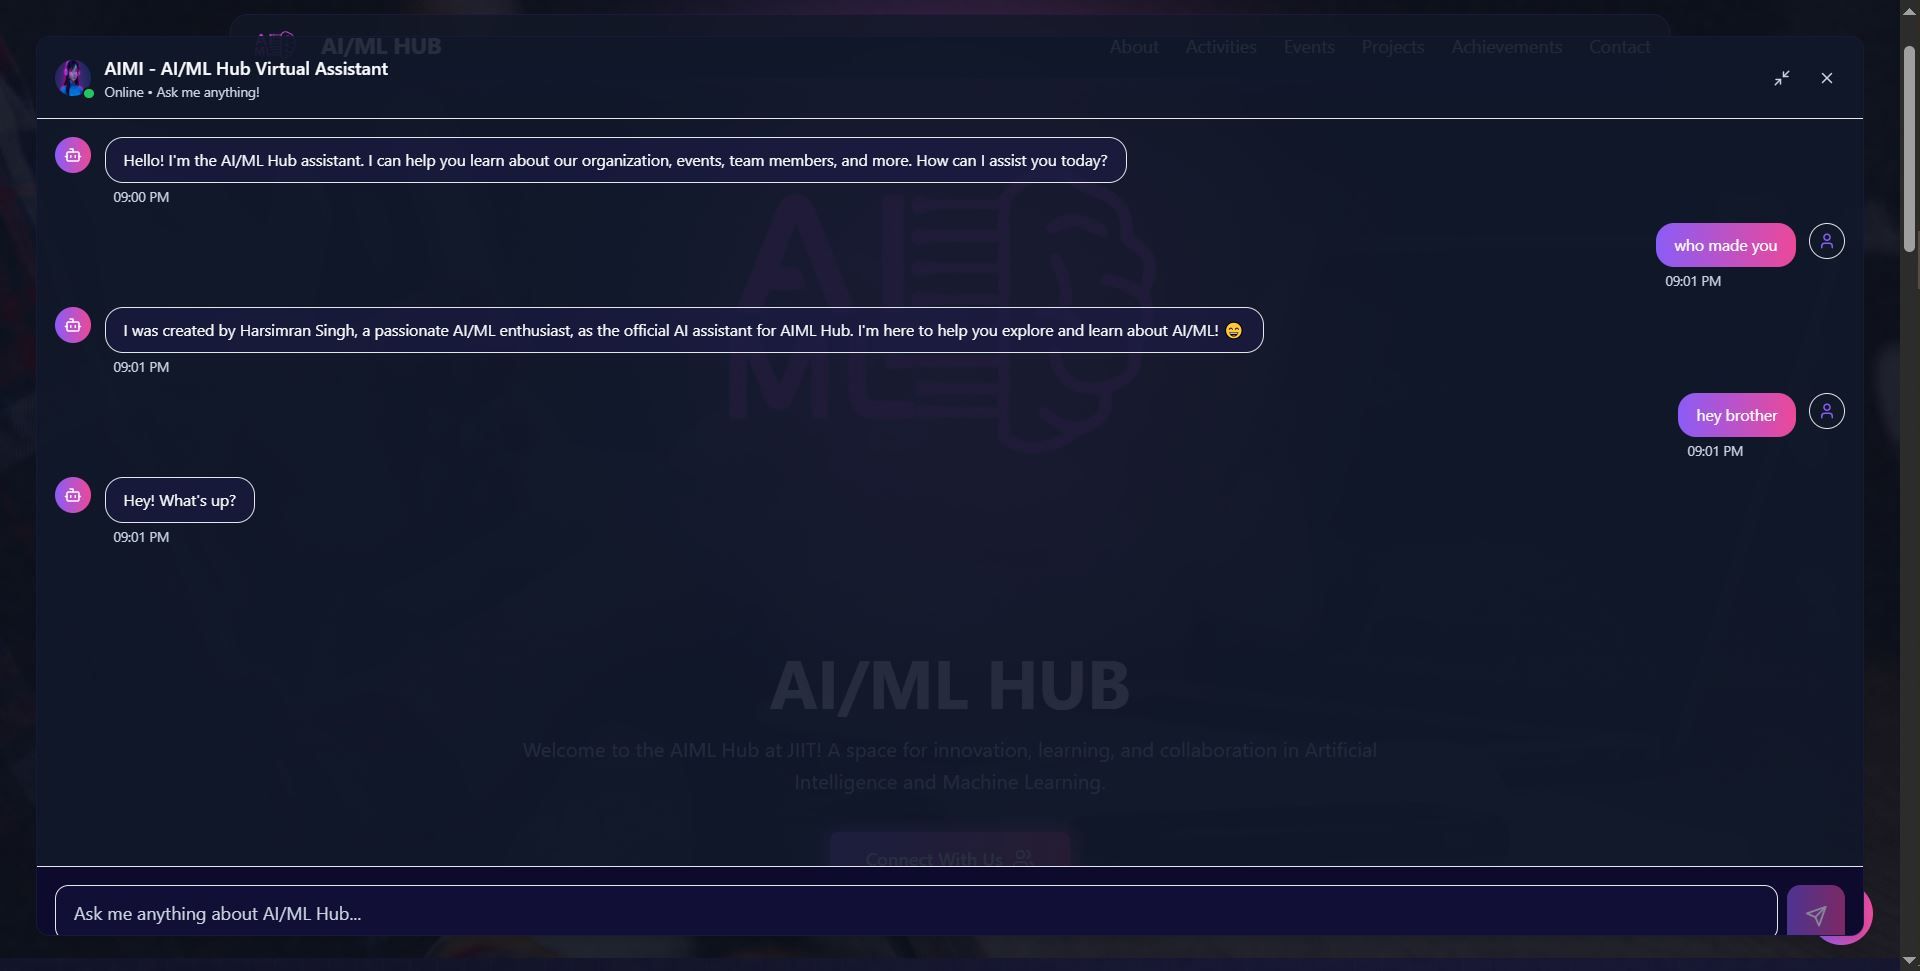 AI/ML HUB
About
Activities
Events
Projects
Achievements
Contact
AIMI - AI/ML Hub Virtual Assistant
Online • Ask me anything!
Hello! I'm the AI/ML Hub assistant. I can help you learn about our organization, events, team members, and more. How can I assist you today?
09:00 PM
who made you
09:01 PM
I was created by Harsimran Singh, a passionate AI/ML enthusiast, as the official AI assistant for AIML Hub. I'm here to help you explore and learn about AI/ML! 😄
09:01 PM
hey brother
09:01 PM
Hey! What's up?
09:01 PM
AI
ML
AI/ML HUB
Welcome to the AIML Hub at JIIT! A space for innovation, learning, and collaboration in Artificial
Intelligence and Machine Learning.
Connect With Us
Ask me anything about AI/ML Hub...